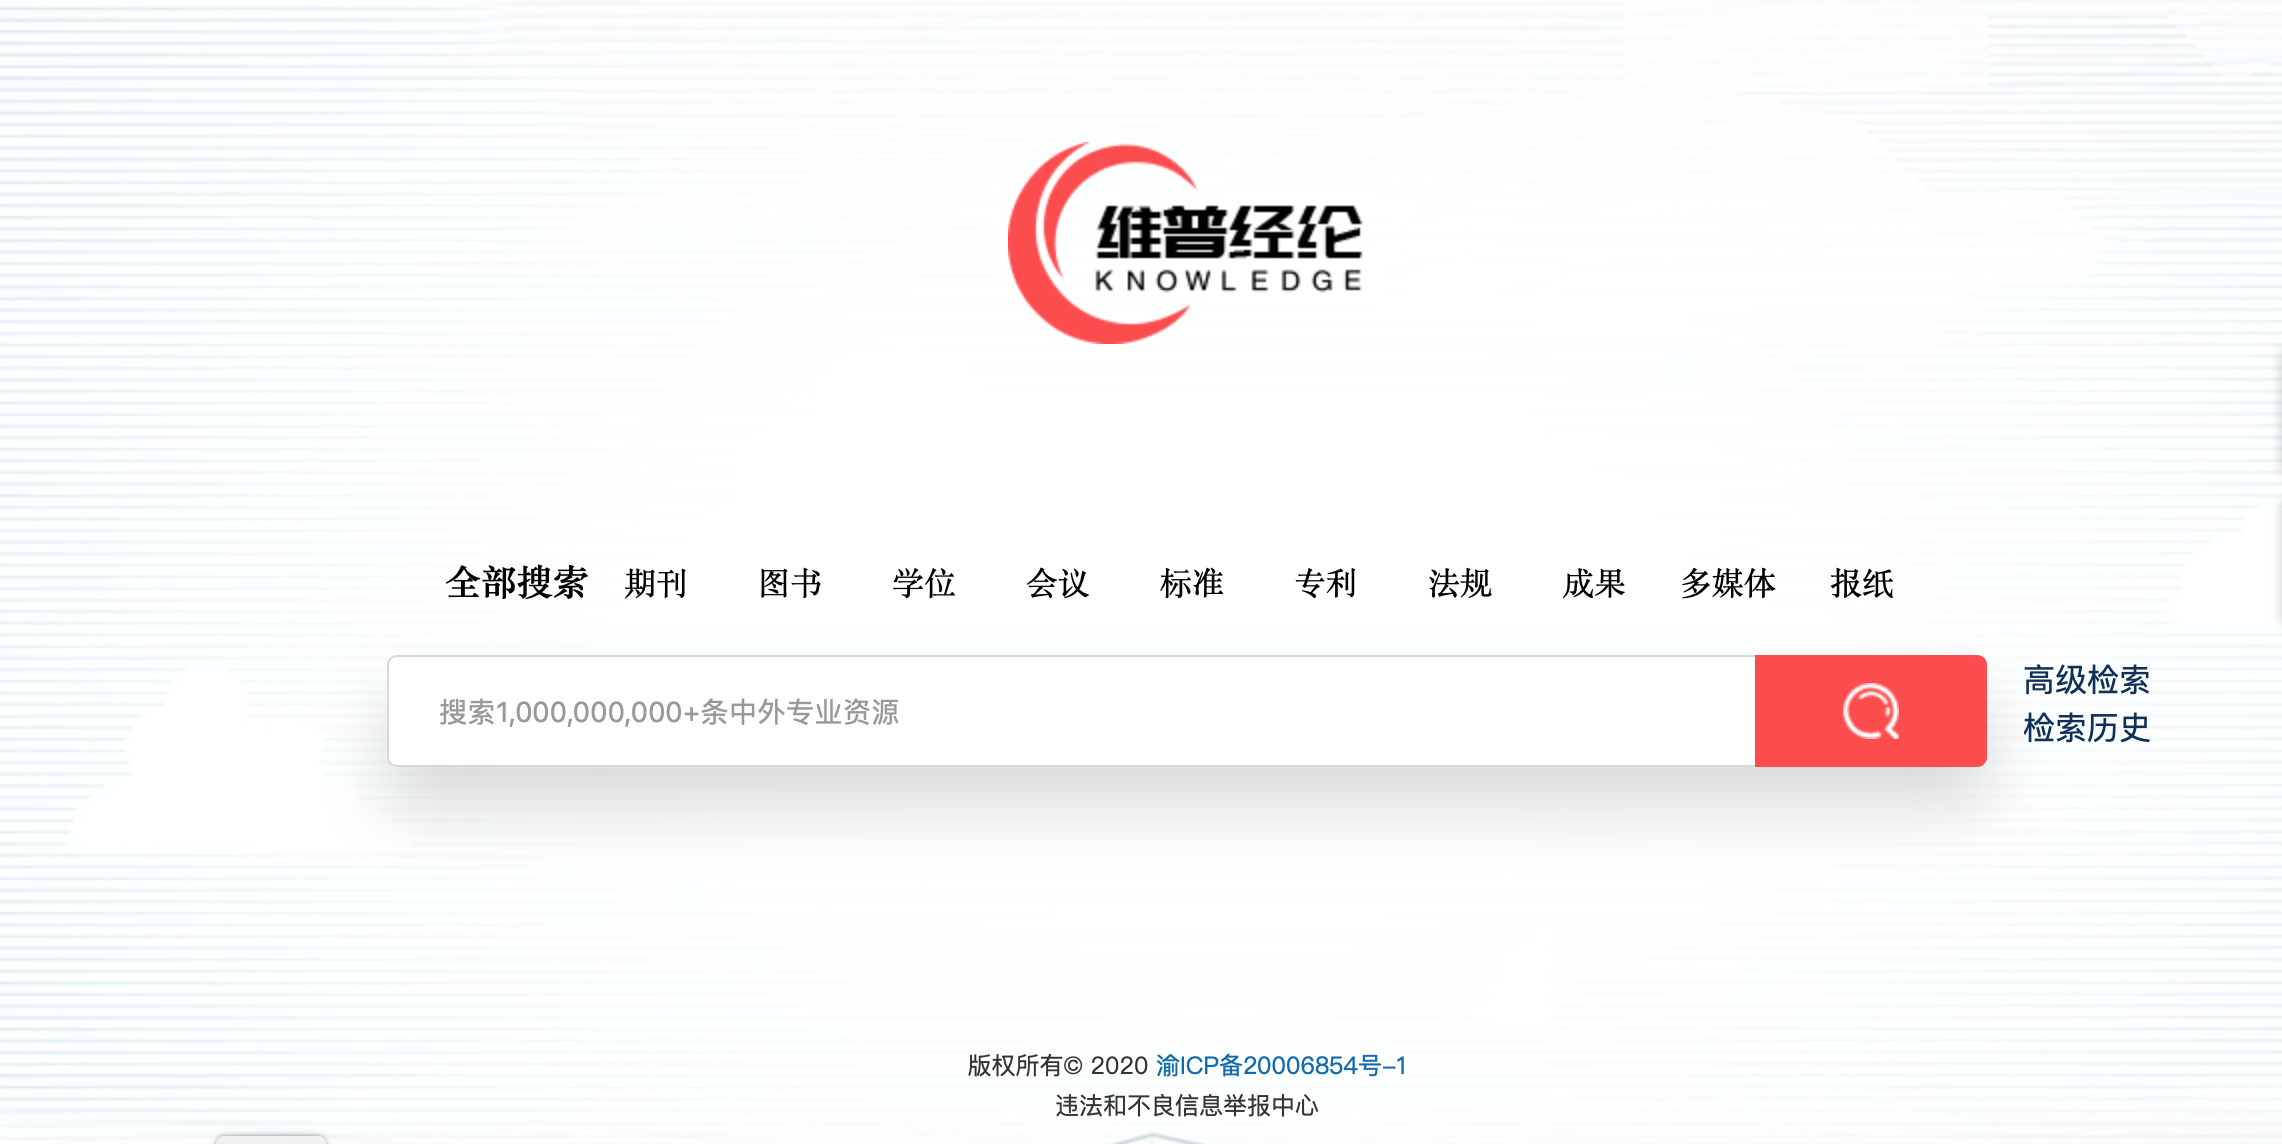 维普经纶
KNOWLEDGE
全部搜索 期刊 图书 学位 会议 标准 专利 法规 成果 多媒体 报纸
搜索1,000,000,000+条中外专业资源
高级检索
检索历史
版权所有© 2020 渝ICP备20006854号-1
违法和不良信息举报中心